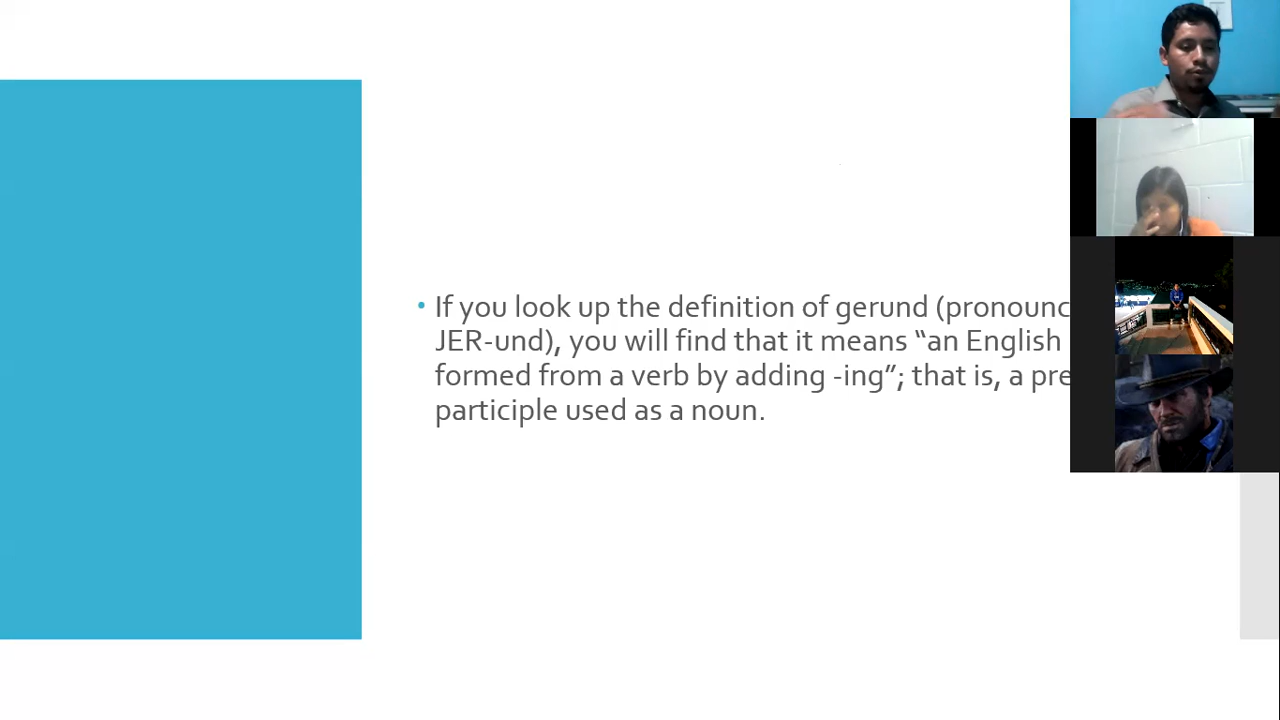 • If you look up the definition of gerund (pronounc
JER-und), you will find that it means “an English
formed from a verb by adding -ing”; that is, a pre
participle used as a noun.